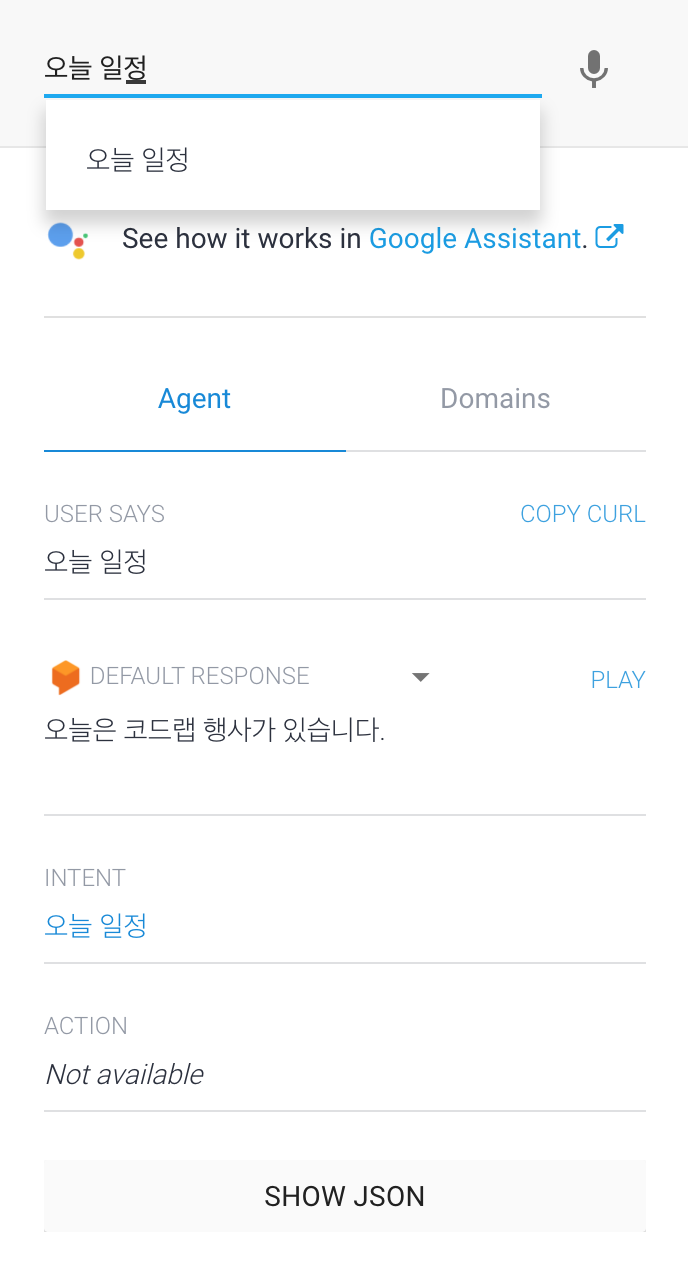 오늘 일정
오늘 일정
See how it works in Google Assistant.
Agent Domains
USER SAYS COPY CURL
오늘 일정
DEFAULT RESPONSE PLAY
오늘은 코드랩 행사가 있습니다.
INTENT
오늘 일정
ACTION
Not available
SHOW JSON